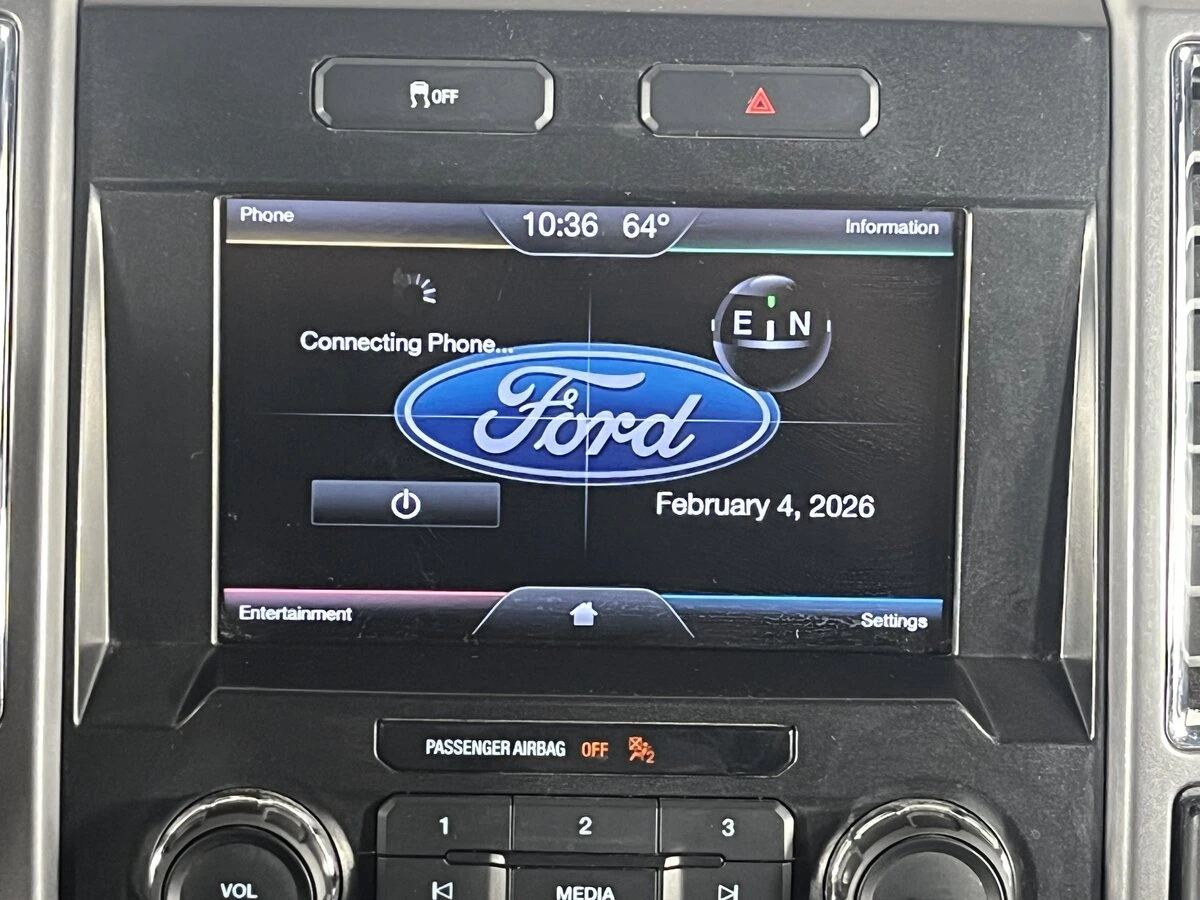 OFF
Phone
10:36 64°
Information
E N
Connecting Phone...
Ford
February 4, 2026
Entertainment
Settings
PASSENGER AIRBAG OFF 2
1 2 3
VOL
MEDIA